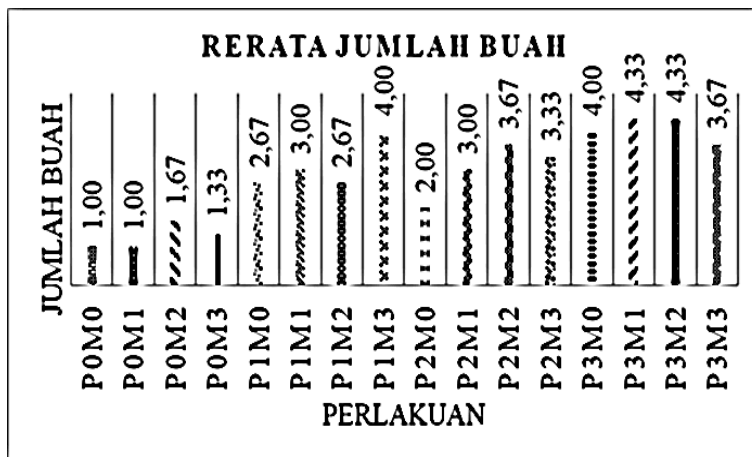 RERATA JUMLAH BUAH
JUMLAH BUAH
1,00
1,00
1,67
1,33
2,67
3,00
2,67
4,00
2,00
3,00
3,67
3,33
4,00
4,33
4,33
3,67
P0M0
P0M1
P0M2
P0M3
P1M0
P1M1
P1M2
P1M3
P2M0
P2M1
P2M2
P2M3
P3M0
P3M1
P3M2
P3M3
PERLAKUAN